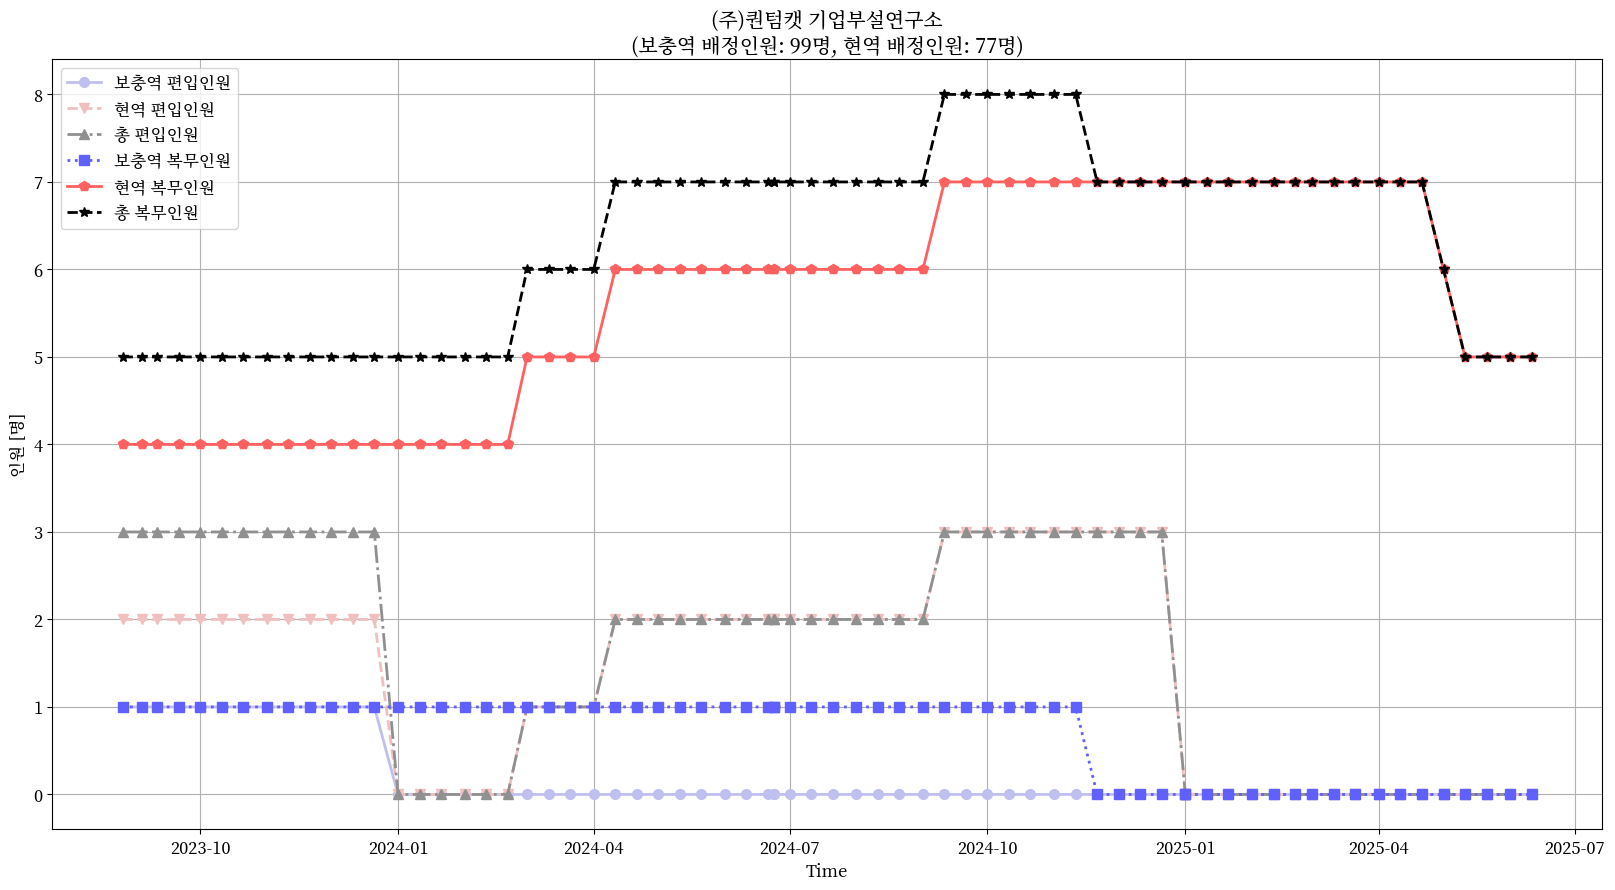 (주)퀀텀캣 기업부설연구소
(보충역 배정인원: 99명, 현역 배정인원: 77명)
보충역 편입인원
현역 편입인원
총 편입인원
보충역 복무인원
현역 복무인원
총 복무인원
인원 [명]
8
7
6
5
4
3
2
1
0
2023-10
2024-01
2024-04
2024-07
2024-10
2025-01
2025-04
2025-07
Time